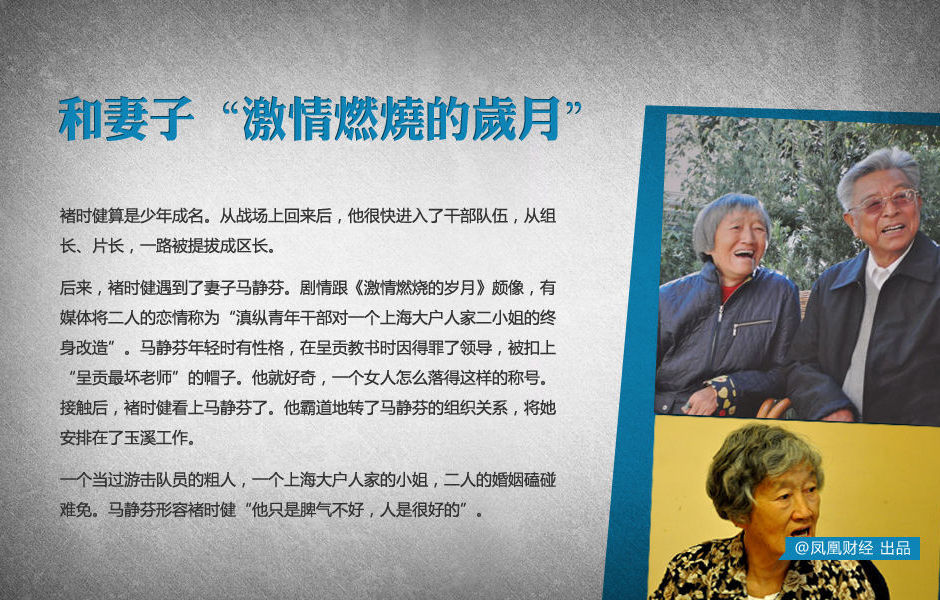 和妻子“激情燃燒的歲月”
褚时健算是少年成名。从战场上回来后，他很快进入了干部队伍，从组
长、片长，一路被提拔成区长。
后来，褚时健遇到了妻子马静芬。剧情跟《激情燃烧的岁月》颇像，有
媒体将二人的恋情称为“滇纵青年干部对一个上海大户人家二小姐的终
身改造”。马静芬年轻时有性格，在呈贡教书时因得罪了领导，被扣上
“呈贡最坏老师”的帽子。他就好奇，一个女人怎么落得这样的称号。
接触后，褚时健看上马静芬了。他霸道地转了马静芬的组织关系，将她
安排在了玉溪工作。
一个当过游击队员的粗人，一个上海大户人家的小姐，二人的婚姻磕碰
难免。马静芬形容褚时健“他只是脾气不好，人是很好的”。
@凤凰财经 出品